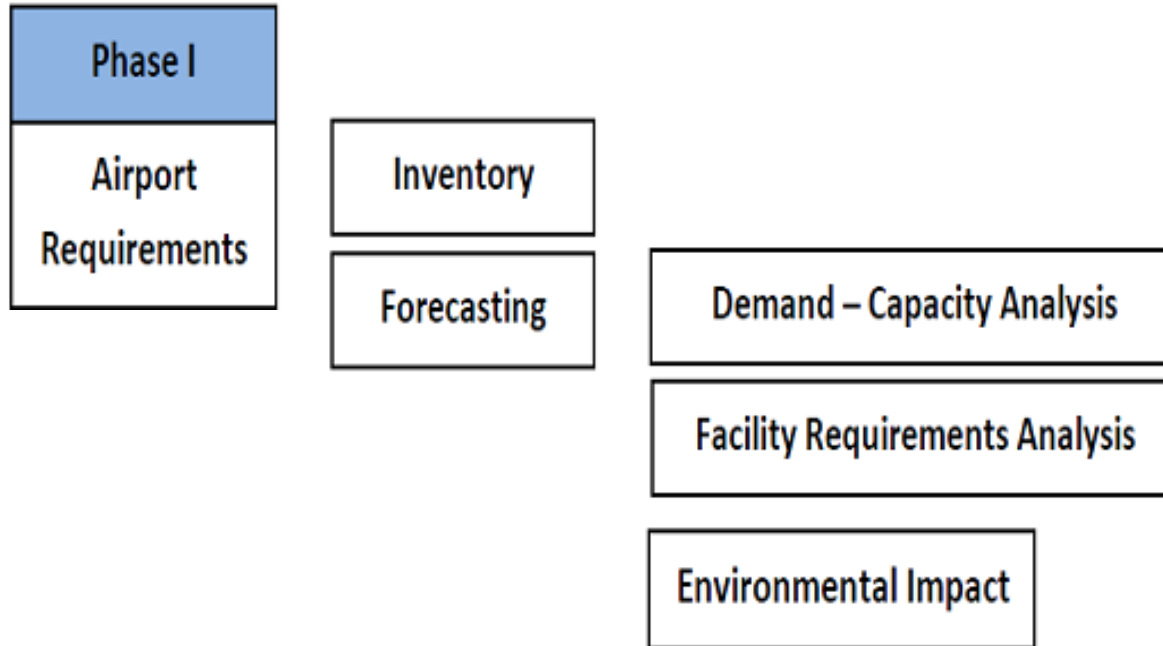 Phase I
Airport
Requirements
Inventory
Forecasting
Demand – Capacity Analysis
Facility Requirements Analysis
Environmental Impact